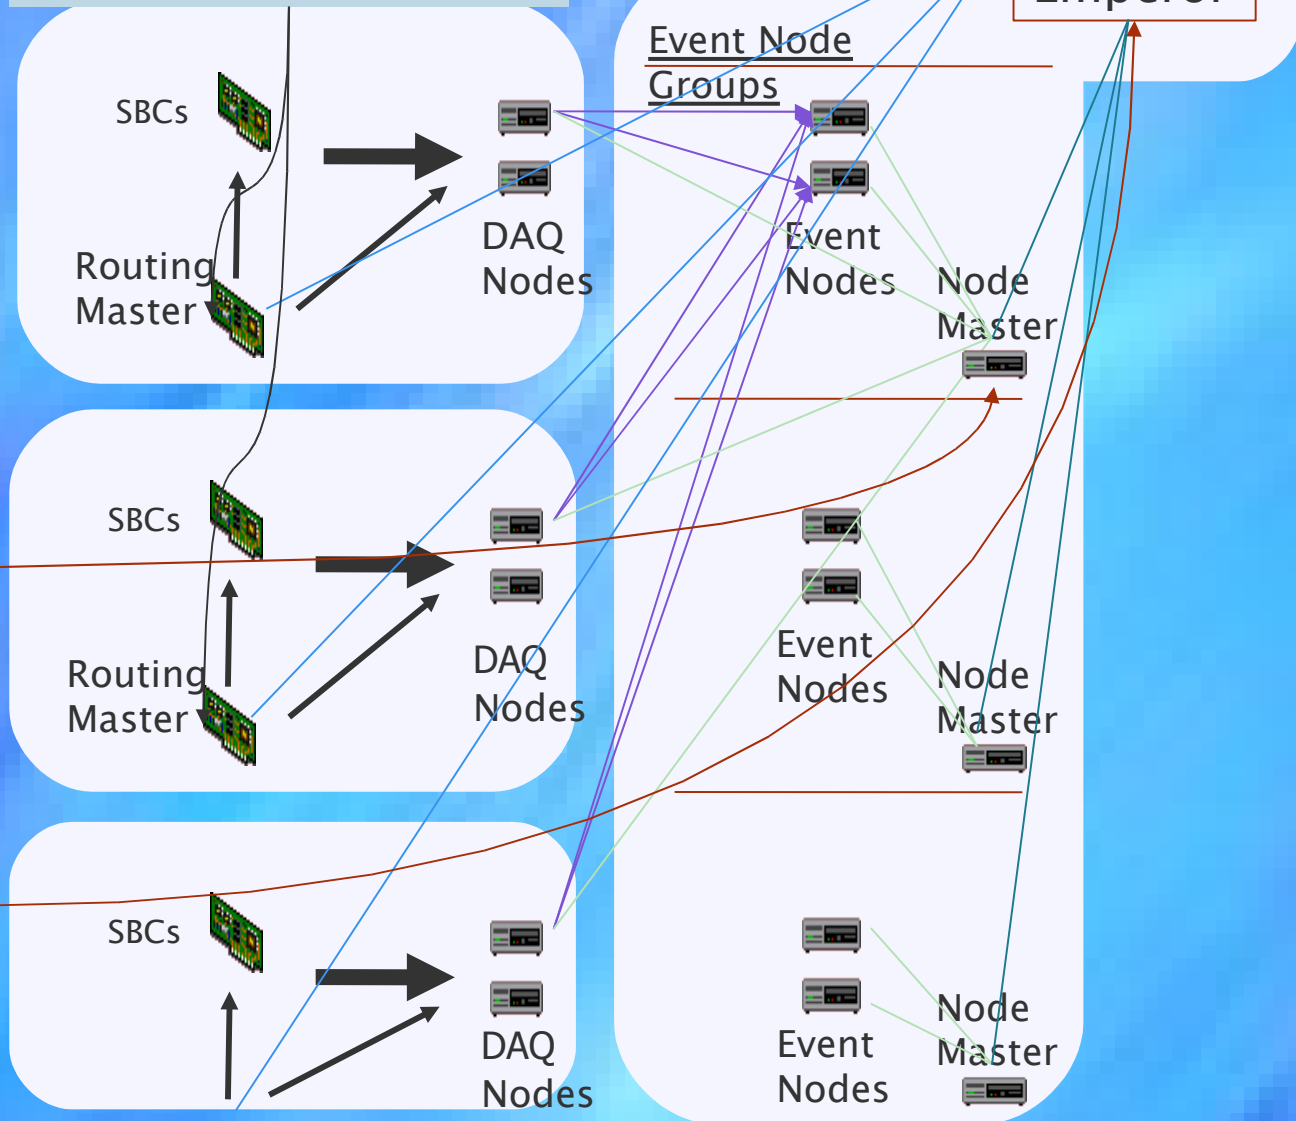 Emperor
Event Node
Groups
SBCs
DAQ
Nodes
Routing
Master
Event
Nodes
Node
Master
SBCs
DAQ
Nodes
Routing
Master
Event
Nodes
Node
Master
SBCs
DAQ
Nodes
Event
Nodes
Node
Master